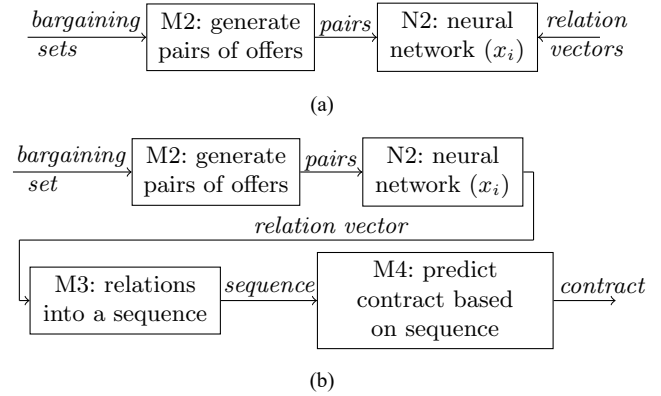 bargaining
sets
M2: generate
pairs of offers
pairs
N2: neural
network (xᵢ)
relation
vectors
(a)
bargaining
set
M2: generate
pairs of offers
pairs
N2: neural
network (xᵢ)
relation vector
M3: relations
into a sequence
sequence
M4: predict
contract based
on sequence
contract
(b)